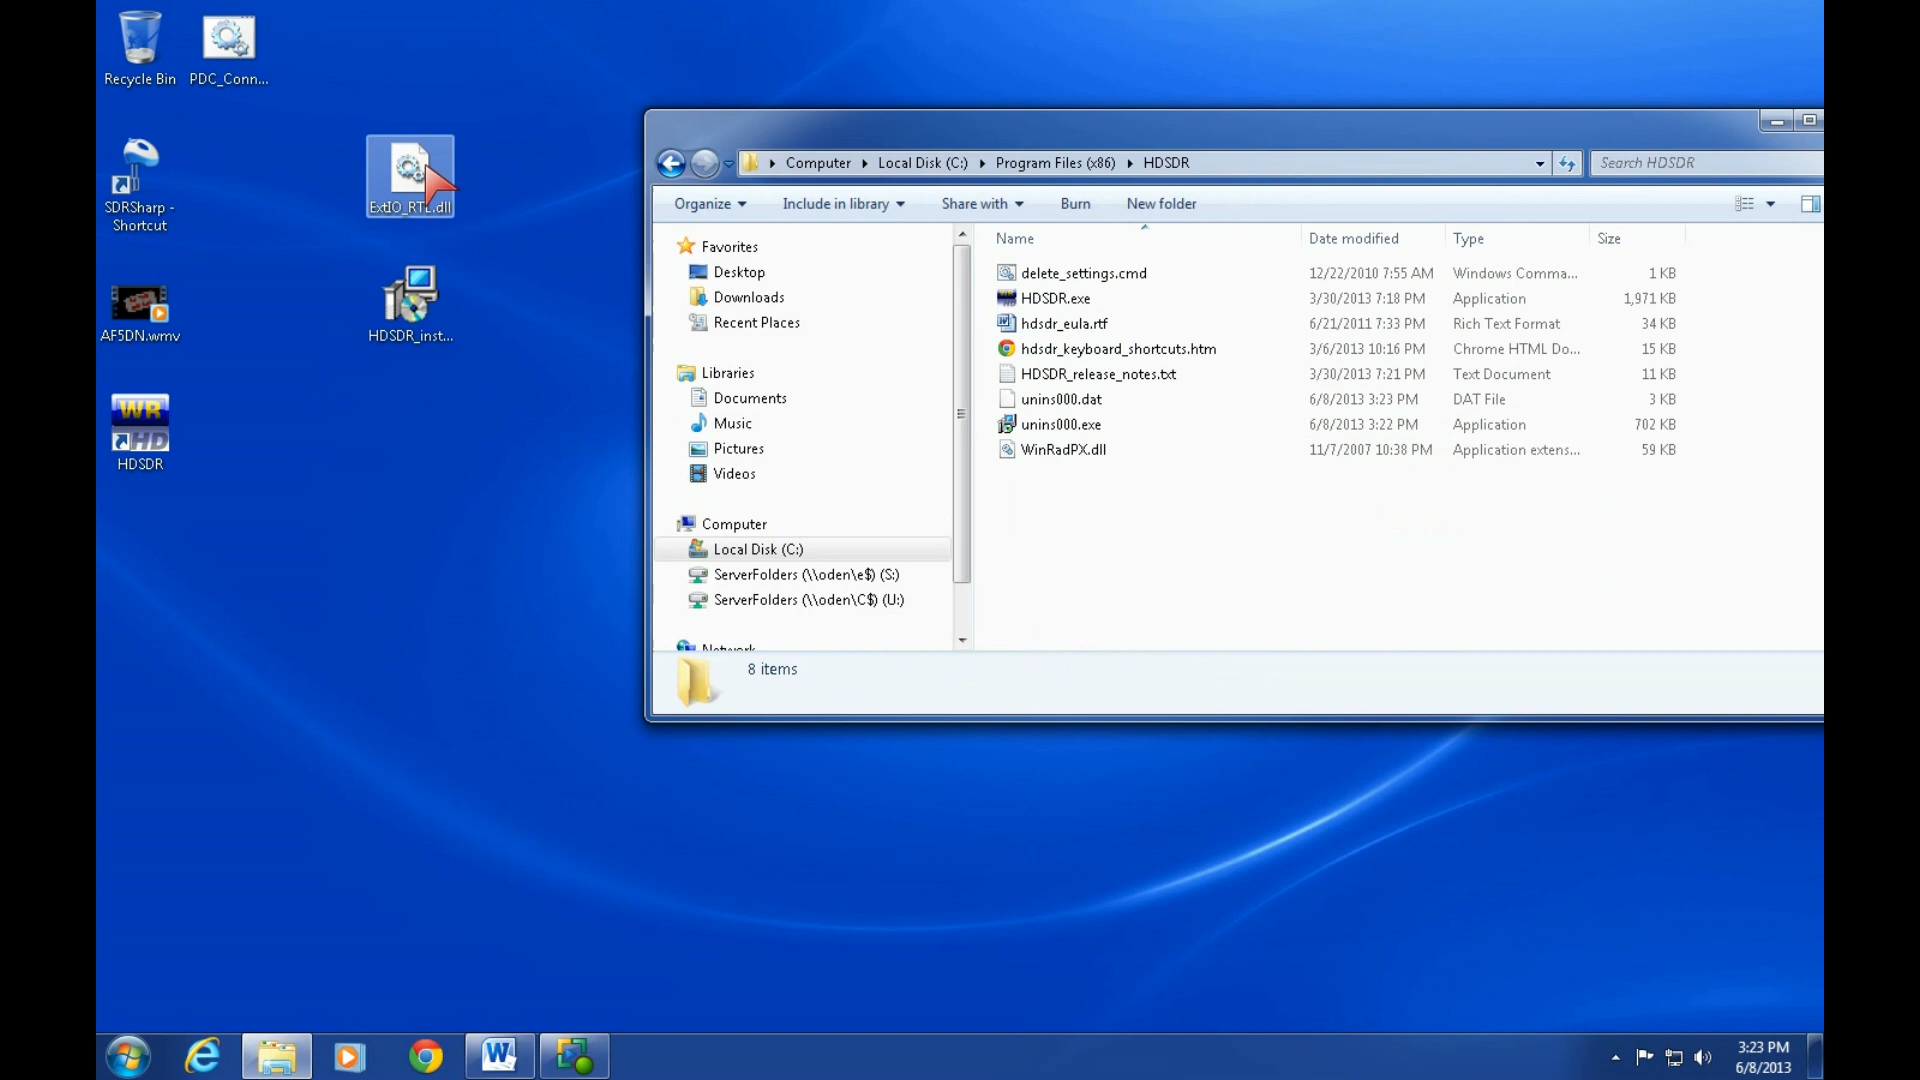 Recycle Bin
PDC_Conn...
SDRSharp -
Shortcut
ExtIO_RTL.dll
AF5DN.wmv
HDSDR_inst...
WR
HD
HDSDR
Computer
Local Disk (C:)
Program Files (x86)
HDSDR
Search HDSDR
Organize
Include in library
Share with
Burn
New folder
Favorites
Desktop
Downloads
Recent Places
Libraries
Documents
Music
Pictures
Videos
Computer
Local Disk (C:)
ServerFolders (\\oden\e$) (S:)
ServerFolders (\\oden\C$) (U:)
Network
Name Date modified Type Size
delete_settings.cmd 12/22/2010 7:55 AM Windows Comma... 1 KB
HDSDR.exe 3/30/2013 7:18 PM Application 1,971 KB
hdsdr_eula.rtf 6/21/2011 7:33 PM Rich Text Format 34 KB
hdsdr_keyboard_shortcuts.htm 3/6/2013 10:16 PM Chrome HTML Do... 15 KB
HDSDR_release_notes.txt 3/30/2013 7:21 PM Text Document 11 KB
unins000.dat 6/8/2013 3:23 PM DAT File 3 KB
unins000.exe 6/8/2013 3:22 PM Application 702 KB
WinRadPX.dll 11/7/2007 10:38 PM Application extens... 59 KB
8 items
W
3:23 PM
6/8/2013